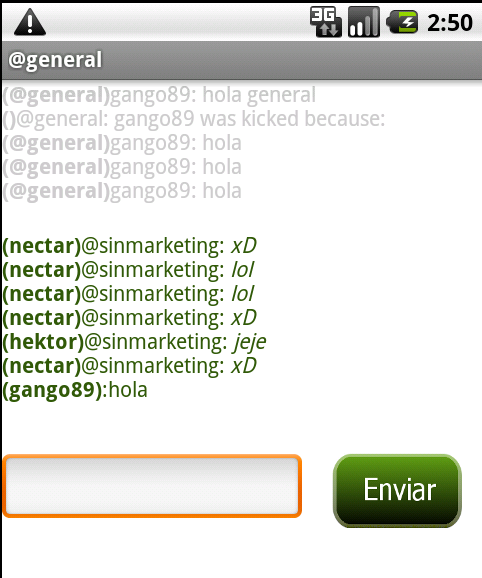 3G
2:50
@general
(@general)gango89: hola general
()@general: gango89 was kicked because:
(@general)gango89: hola
(@general)gango89: hola
(@general)gango89: hola
(nectar)@sinmarketing: xD
(nectar)@sinmarketing: lol
(nectar)@sinmarketing: lol
(nectar)@sinmarketing: xD
(hektor)@sinmarketing: jeje
(nectar)@sinmarketing: xD
(gango89):hola
Enviar